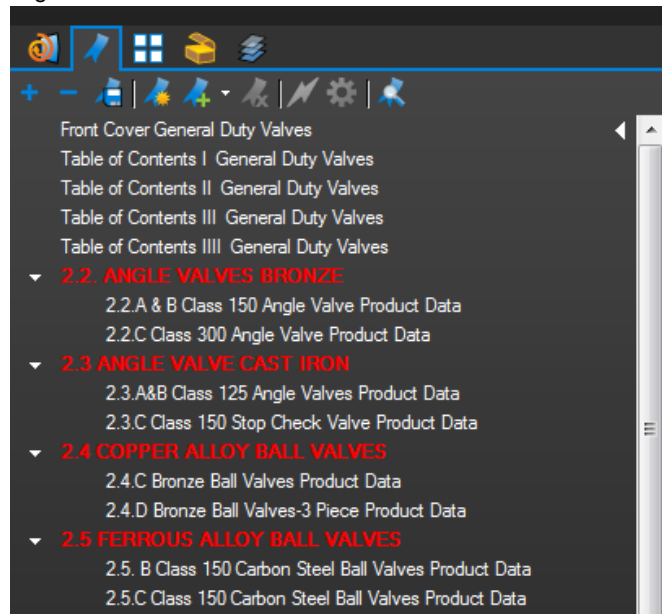 Front Cover General Duty Valves
Table of Contents I General Duty Valves
Table of Contents II General Duty Valves
Table of Contents III General Duty Valves
Table of Contents IIII General Duty Valves
2.2. ANGLE VALVES BRONZE
2.2.A & B Class 150 Angle Valve Product Data
2.2.C Class 300 Angle Valve Product Data
2.3 ANGLE VALVE CAST IRON
2.3.A&B Class 125 Angle Valves Product Data
2.3.C Class 150 Stop Check Valve Product Data
2.4 COPPER ALLOY BALL VALVES
2.4.C Bronze Ball Valves Product Data
2.4.D Bronze Ball Valves-3 Piece Product Data
2.5 FERROUS ALLOY BALL VALVES
2.5. B Class 150 Carbon Steel Ball Valves Product Data
2.5.C Class 150 Carbon Steel Ball Valves Product Data